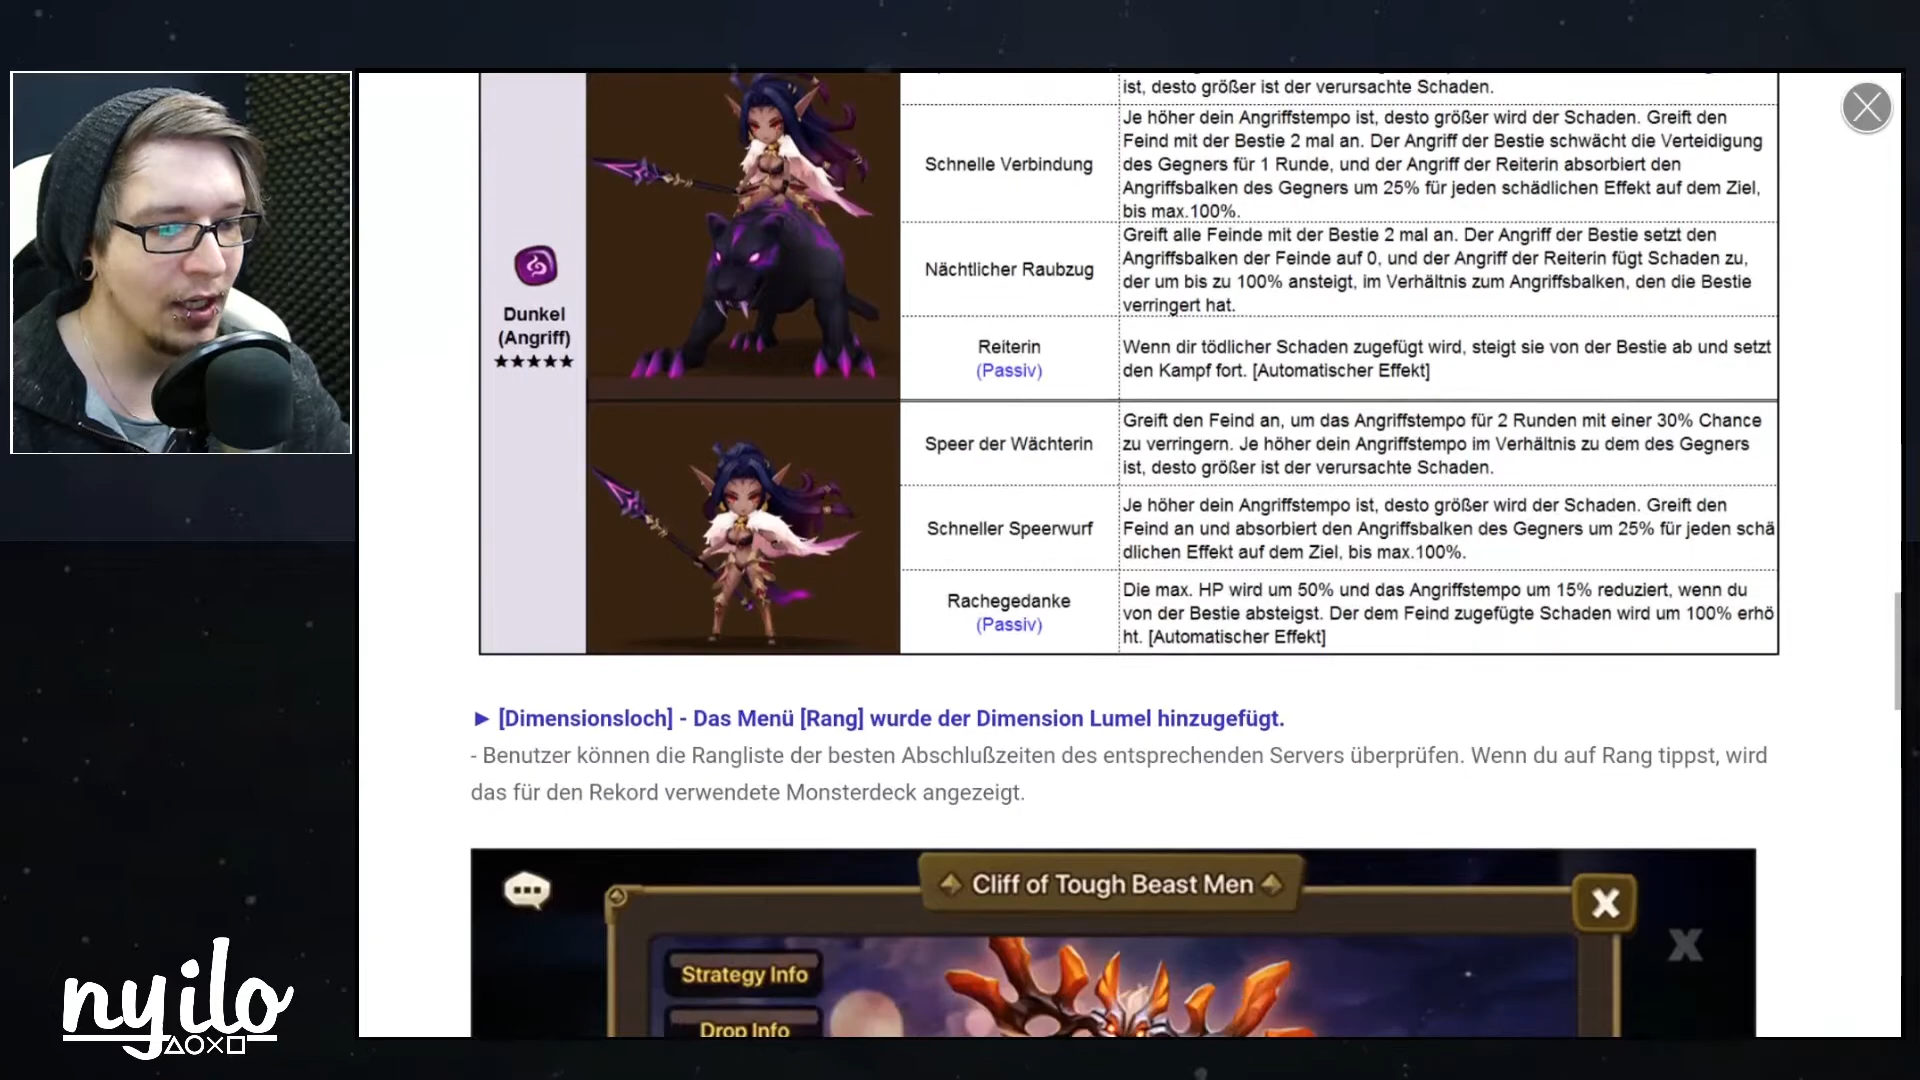 ist, desto größer ist der verursachte Schaden.
Schnelle Verbindung
Je höher dein Angriffstempo ist, desto größer wird der Schaden. Greift den
Feind mit der Bestie 2 mal an. Der Angriff der Bestie schwächt die Verteidigung
des Gegners für 1 Runde, und der Angriff der Reiterin absorbiert den
Angriffsbalken des Gegners um 25% für jeden schädlichen Effekt auf dem Ziel,
bis max.100%.
Nächtlicher Raubzug
Greift alle Feinde mit der Bestie 2 mal an. Der Angriff der Bestie setzt den
Angriffsbalken der Feinde auf 0, und der Angriff der Reiterin fügt Schaden zu,
der um bis zu 100% ansteigt, im Verhältnis zum Angriffsbalken, den die Bestie
verringert hat.
Dunkel
(Angriff)
★★★★★
Reiterin
(Passiv)
Wenn dir tödlicher Schaden zugefügt wird, steigt sie von der Bestie ab und setzt
den Kampf fort. [Automatischer Effekt]
Speer der Wächterin
Greift den Feind an, um das Angriffstempo für 2 Runden mit einer 30% Chance
zu verringern. Je höher dein Angriffstempo im Verhältnis zu dem des Gegners
ist, desto größer ist der verursachte Schaden.
Schneller Speerwurf
Je höher dein Angriffstempo ist, desto größer wird der Schaden. Greift den
Feind an und absorbiert den Angriffsbalken des Gegners um 25% für jeden schä
dlichen Effekt auf dem Ziel, bis max.100%.
Rachegedanke
(Passiv)
Die max. HP wird um 50% und das Angriffstempo um 15% reduziert, wenn du
von der Bestie absteigst. Der dem Feind zugefügte Schaden wird um 100% erhö
ht. [Automatischer Effekt]
► [Dimensionsloch] - Das Menü [Rang] wurde der Dimension Lumel hinzugefügt.
- Benutzer können die Rangliste der besten Abschlußzeiten des entsprechenden Servers überprüfen. Wenn du auf Rang tippst, wird
das für den Rekord verwendete Monsterdeck angezeigt.
Cliff of Tough Beast Men
Strategy Info
Drop Info
nyilo